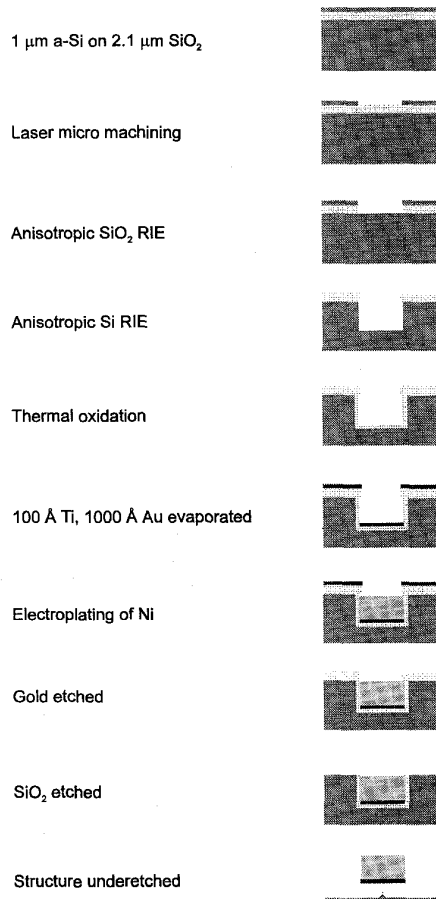 1 µm a-Si on 2.1 µm SiO₂
Laser micro machining
Anisotropic SiO₂ RIE
Anisotropic Si RIE
Thermal oxidation
100 Å Ti, 1000 Å Au evaporated
Electroplating of Ni
Gold etched
SiO₂ etched
Structure underetched